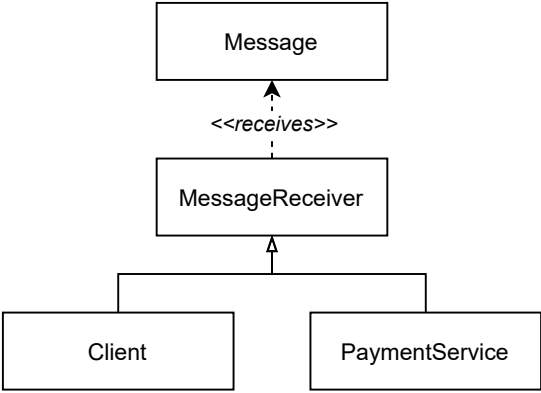 Message
<<receives>>
MessageReceiver
Client
PaymentService